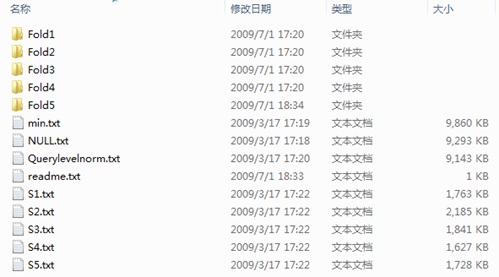 名称 修改日期 类型 大小
Fold1 2009/7/1 17:20 文件夹
Fold2 2009/7/1 17:20 文件夹
Fold3 2009/7/1 17:20 文件夹
Fold4 2009/7/1 17:20 文件夹
Fold5 2009/7/1 18:34 文件夹
min.txt 2009/3/17 17:19 文本文档 9,860 KB
NULL.txt 2009/3/17 17:18 文本文档 9,293 KB
Querylevelnorm.txt 2009/3/17 17:20 文本文档 9,143 KB
readme.txt 2009/7/1 18:33 文本文档 1 KB
S1.txt 2009/3/17 17:22 文本文档 1,763 KB
S2.txt 2009/3/17 17:22 文本文档 2,185 KB
S3.txt 2009/3/17 17:22 文本文档 1,841 KB
S4.txt 2009/3/17 17:22 文本文档 1,627 KB
S5.txt 2009/3/17 17:22 文本文档 1,728 KB